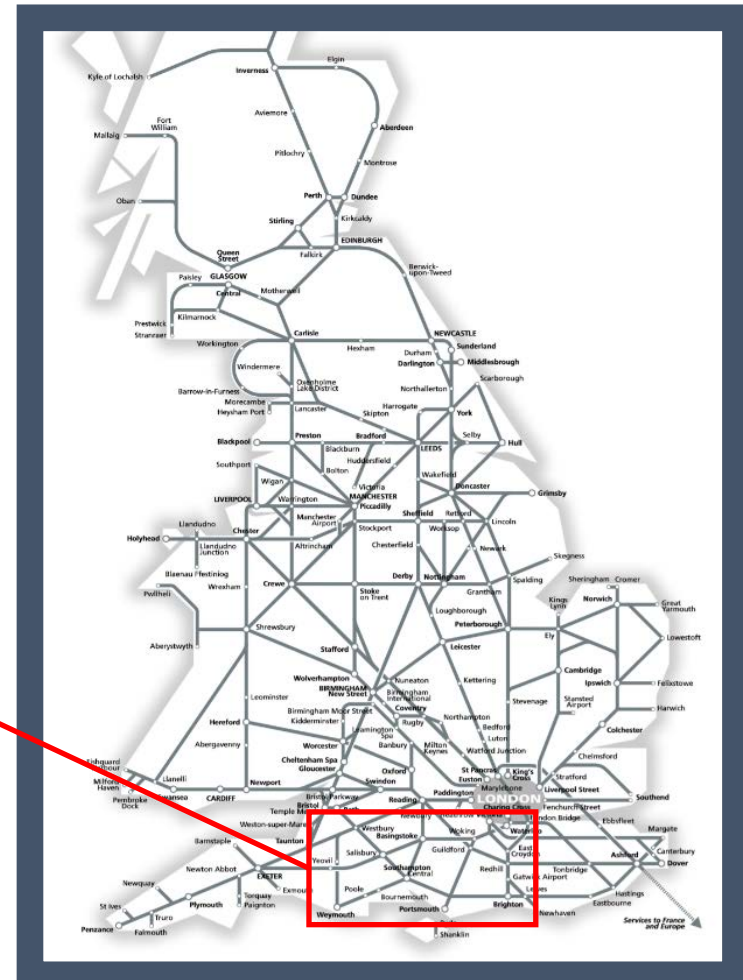 Kyle of Lochalsh
Inverness
Elgin
Aviemore
Aberdeen
Fort
William
Mallaig
Pitlochry
Montrose
Oban
Perth
Dundee
Stirling
Kirkcaldy
Queen
Street
Falkirk
EDINBURGH
Berwick-
upon-Tweed
Paisley
GLASGOW
Central
Motherwell
Prestwick
Stranraer
Kilmarnock
Carlisle
NEWCASTLE
Workington
Hexham
Durham
Sunderland
Darlington
Middlesbrough
Windermere
Oxenholme
Lake District
Northallerton
Scarborough
Barrow-in-Furness
Morecambe
Heysham Port
Lancaster
Harrogate
York
Skipton
Blackpool
Preston
Bradford
LEEDS
Selby
Hull
Blackburn
Huddersfield
Southport
Bolton
Wakefield
Wigan
Victoria
MANCHESTER
Piccadilly
Doncaster
Grimsby
LIVERPOOL
Warrington
Manchester
Airport
Sheffield
Retford
Llandudno
Stockport
Worksop
Lincoln
Holyhead
Chester
Llandudno
Junction
Altrincham
Chesterfield
Newark
Skegness
Blaenau Ffestiniog
Wrexham
Crewe
Stoke
on Trent
Derby
Nottingham
Grantham
Spalding
Sheringham
Cromer
Pwllheli
Loughborough
Kings
Lynn
Norwich
Great
Yarmouth
Shrewsbury
Peterborough
Ely
Lowestoft
Aberystwyth
Stafford
Leicester
Cambridge
Wolverhampton
Nuneaton
Kettering
Ipswich
Felixstowe
BIRMINGHAM
New Street
Birmingham
International
Stansted
Airport
Leominster
Birmingham Moor Street
Coventry
Stevenage
Harwich
Hereford
Kidderminster
Leamington
Spa
Rugby
Northampton
Bedford
Colchester
Abergavenny
Worcester
Banbury
Milton
Keynes
Luton
Watford Junction
Chelmsford
Cheltenham Spa
Gloucester
Oxford
St Pancras
Euston
King's
Cross
Stratford
Milford
Haven
Llanelli
Newport
Swindon
Marylebone
Liverpool Street
Pembroke
Dock
Swansea
CARDIFF
Bristol Parkway
Reading
Paddington
LONDON
Southend
Bristol
Temple Meads
Bath
Charing Cross
Fenchurch Street
Weston-super-Mare
Newbury
Heathrow
Victoria
London Bridge
Ebbsfleet
Barnstaple
Taunton
Westbury
Basingstoke
Woking
Waterloo
Margate
Salisbury
Guildford
East
Croydon
Canterbury
Newton Abbot
Yeovil
Southampton
Central
Redhill
Tonbridge
Ashford
Dover
EXETER
Gatwick Airport
Newquay
Exmouth
Poole
Bournemouth
Lewes
Hastings
St Ives
Plymouth
Torquay
Paignton
Eastbourne
Truro
Weymouth
Portsmouth
Brighton
Newhaven
Penzance
Falmouth
Shanklin
Services to France
and Europe